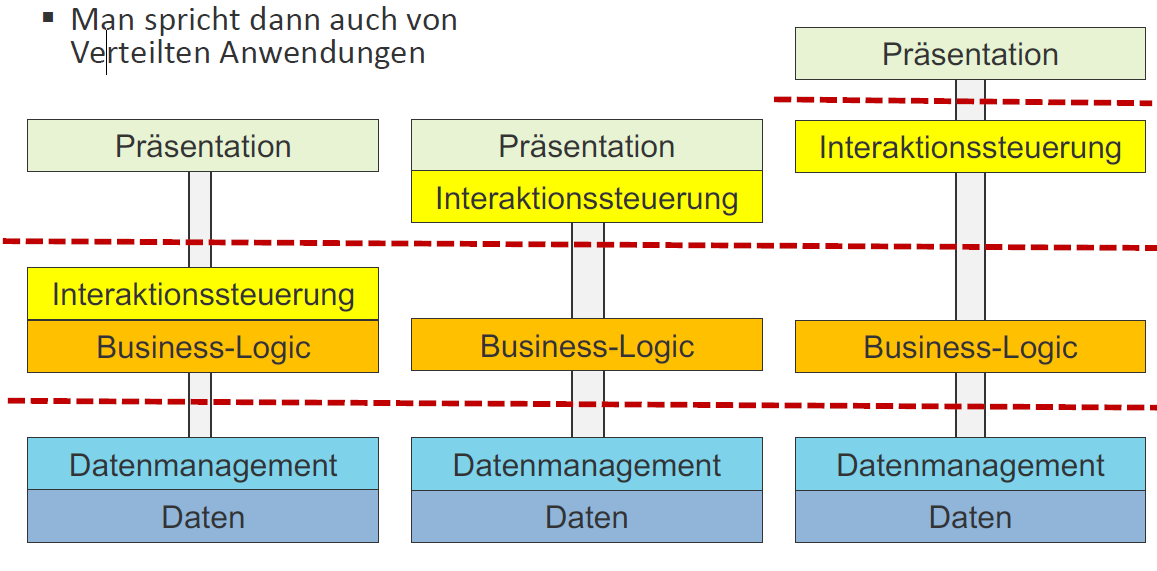 ▪ Man spricht dann auch von
Verteilten Anwendungen
Präsentation
Interaktionssteuerung
Business-Logic
Datenmanagement
Daten
Präsentation
Interaktionssteuerung
Business-Logic
Datenmanagement
Daten
Präsentation
Interaktionssteuerung
Business-Logic
Datenmanagement
Daten